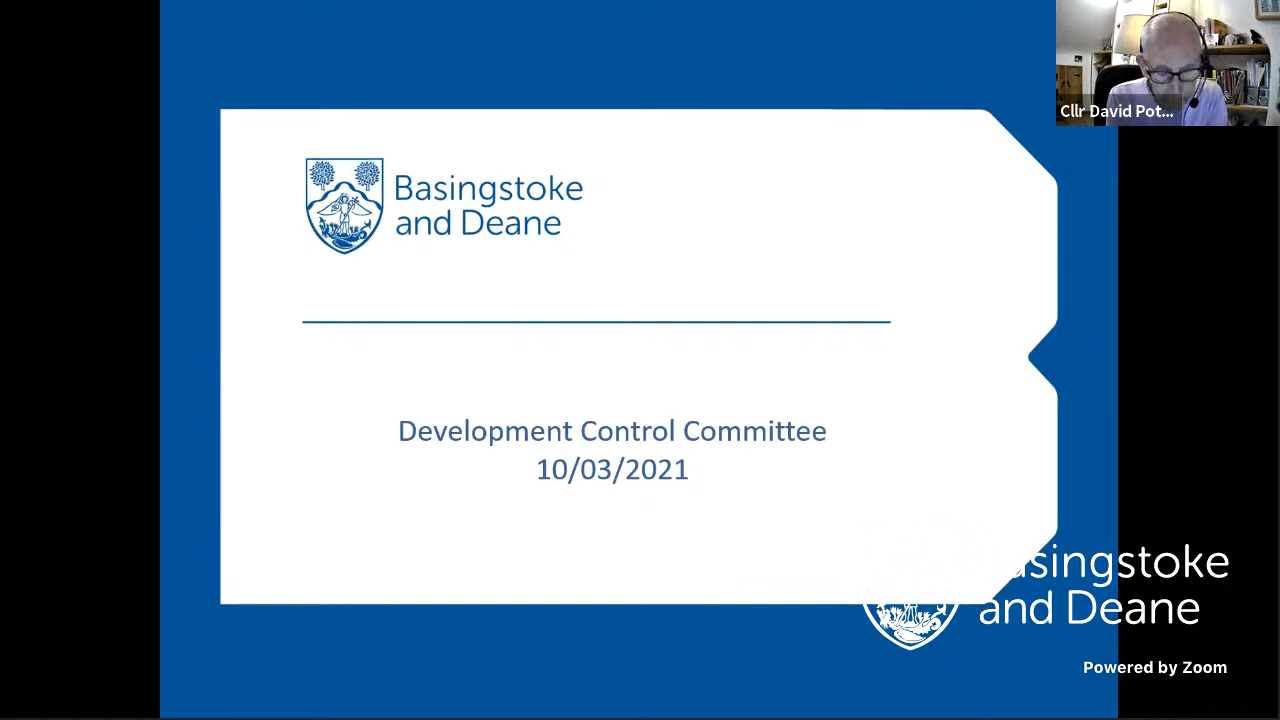 Cllr David Pot...
Basingstoke
and Deane
Development Control Committee
10/03/2021
asingstoke
and Deane
Powered by Zoom